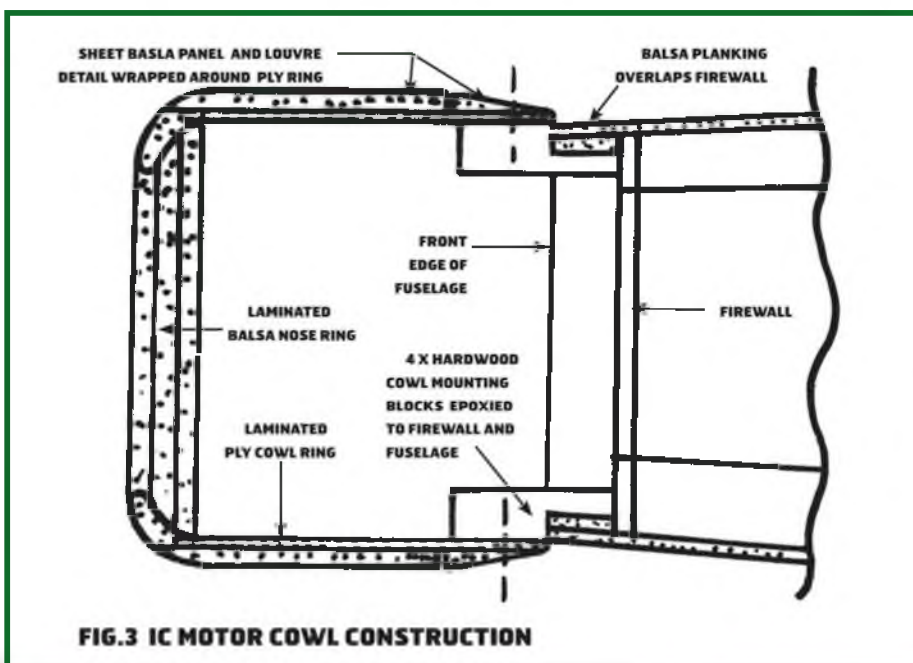 SHEET BASLA PANEL AND LOUVRE
DETAIL WRAPPED AROUND PLY RING
BALSA PLANKING
OVERLAPS FIREWALL
FRONT
EDGE OF
FUSELAGE
LAMINATED
BALSA NOSE RING
FIREWALL
4 X HARDWOOD
COWL MOUNTING
BLOCKS EPOXIED
TO FIREWALL AND
FUSELAGE
LAMINATED
PLY COWL RING
FIG.3 IC MOTOR COWL CONSTRUCTION